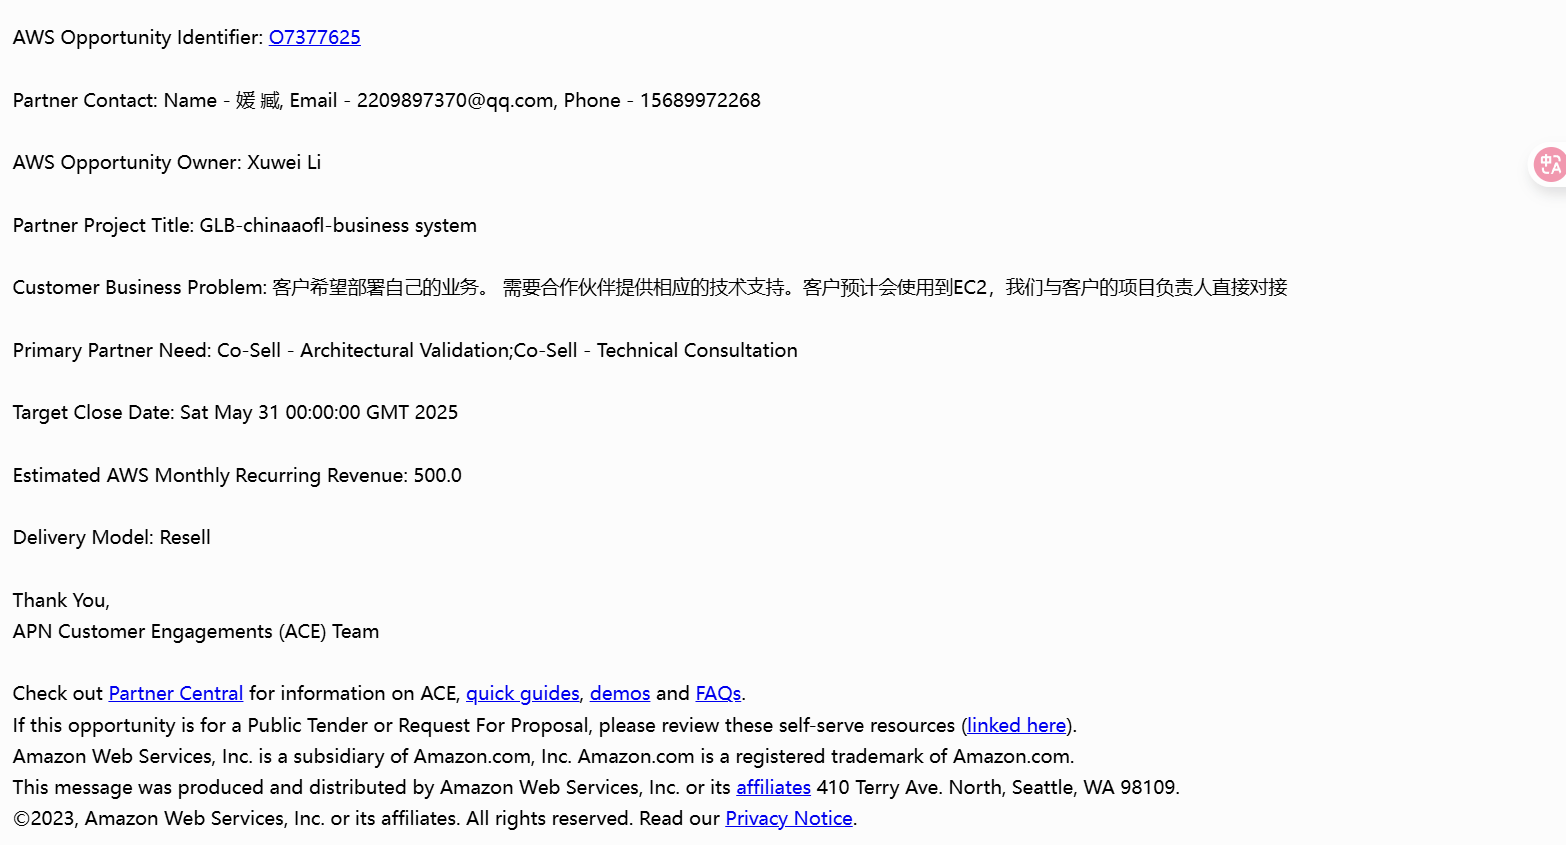 AWS Opportunity Identifier: O7377625
Partner Contact: Name - 媛 臧, Email - 2209897370@qq.com, Phone - 15689972268
AWS Opportunity Owner: Xuwei Li
Partner Project Title: GLB-chinaaofl-business system
Customer Business Problem: 客户希望部署自己的业务。 需要合作伙伴提供相应的技术支持。客户预计会使用到EC2，我们与客户的项目负责人直接对接
Primary Partner Need: Co-Sell - Architectural Validation;Co-Sell - Technical Consultation
Target Close Date: Sat May 31 00:00:00 GMT 2025
Estimated AWS Monthly Recurring Revenue: 500.0
Delivery Model: Resell
Thank You,
APN Customer Engagements (ACE) Team
Check out Partner Central for information on ACE, quick guides, demos and FAQs.
If this opportunity is for a Public Tender or Request For Proposal, please review these self-serve resources (linked here).
Amazon Web Services, Inc. is a subsidiary of Amazon.com, Inc. Amazon.com is a registered trademark of Amazon.com.
This message was produced and distributed by Amazon Web Services, Inc. or its affiliates 410 Terry Ave. North, Seattle, WA 98109.
©2023, Amazon Web Services, Inc. or its affiliates. All rights reserved. Read our Privacy Notice.
中A